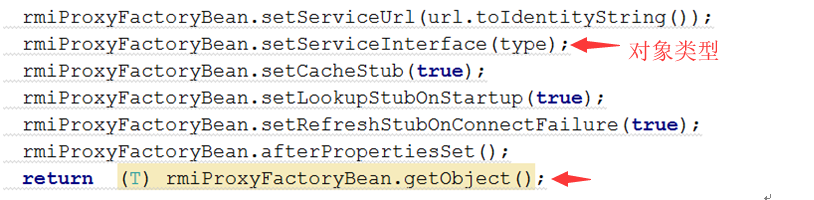 rmiProxyFactoryBean.setServiceUrl(url.toIdentityString());
rmiProxyFactoryBean.setServiceInterface(type); 对象类型
rmiProxyFactoryBean.setCacheStub(true);
rmiProxyFactoryBean.setLookupStubOnStartup(true);
rmiProxyFactoryBean.setRefreshStubOnConnectFailure(true);
rmiProxyFactoryBean.afterPropertiesSet();
return (T) rmiProxyFactoryBean.getObject();